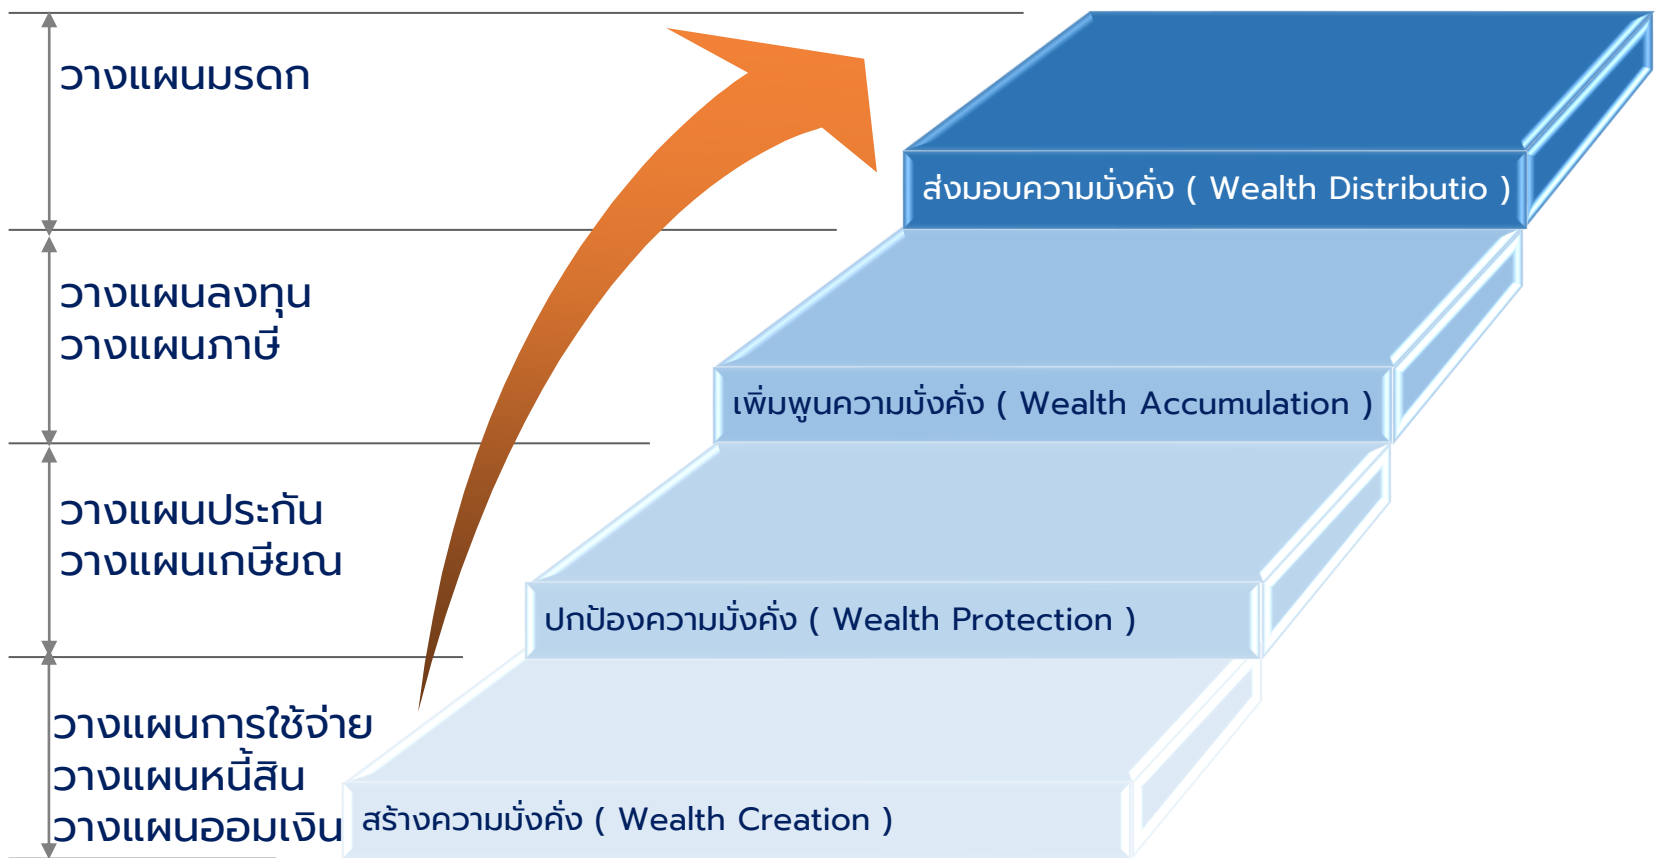 วางแผนมรดก
ส่งมอบความมั่งคั่ง ( Wealth Distributio )
วางแผนลงทุน
วางแผนภาษี
เพิ่มพูนความมั่งคั่ง ( Wealth Accumulation )
วางแผนประกัน
วางแผนเกษียณ
ปกป้องความมั่งคั่ง ( Wealth Protection )
วางแผนการใช้จ่าย
วางแผนหนี้สิน
วางแผนออมเงิน
สร้างความมั่งคั่ง ( Wealth Creation )